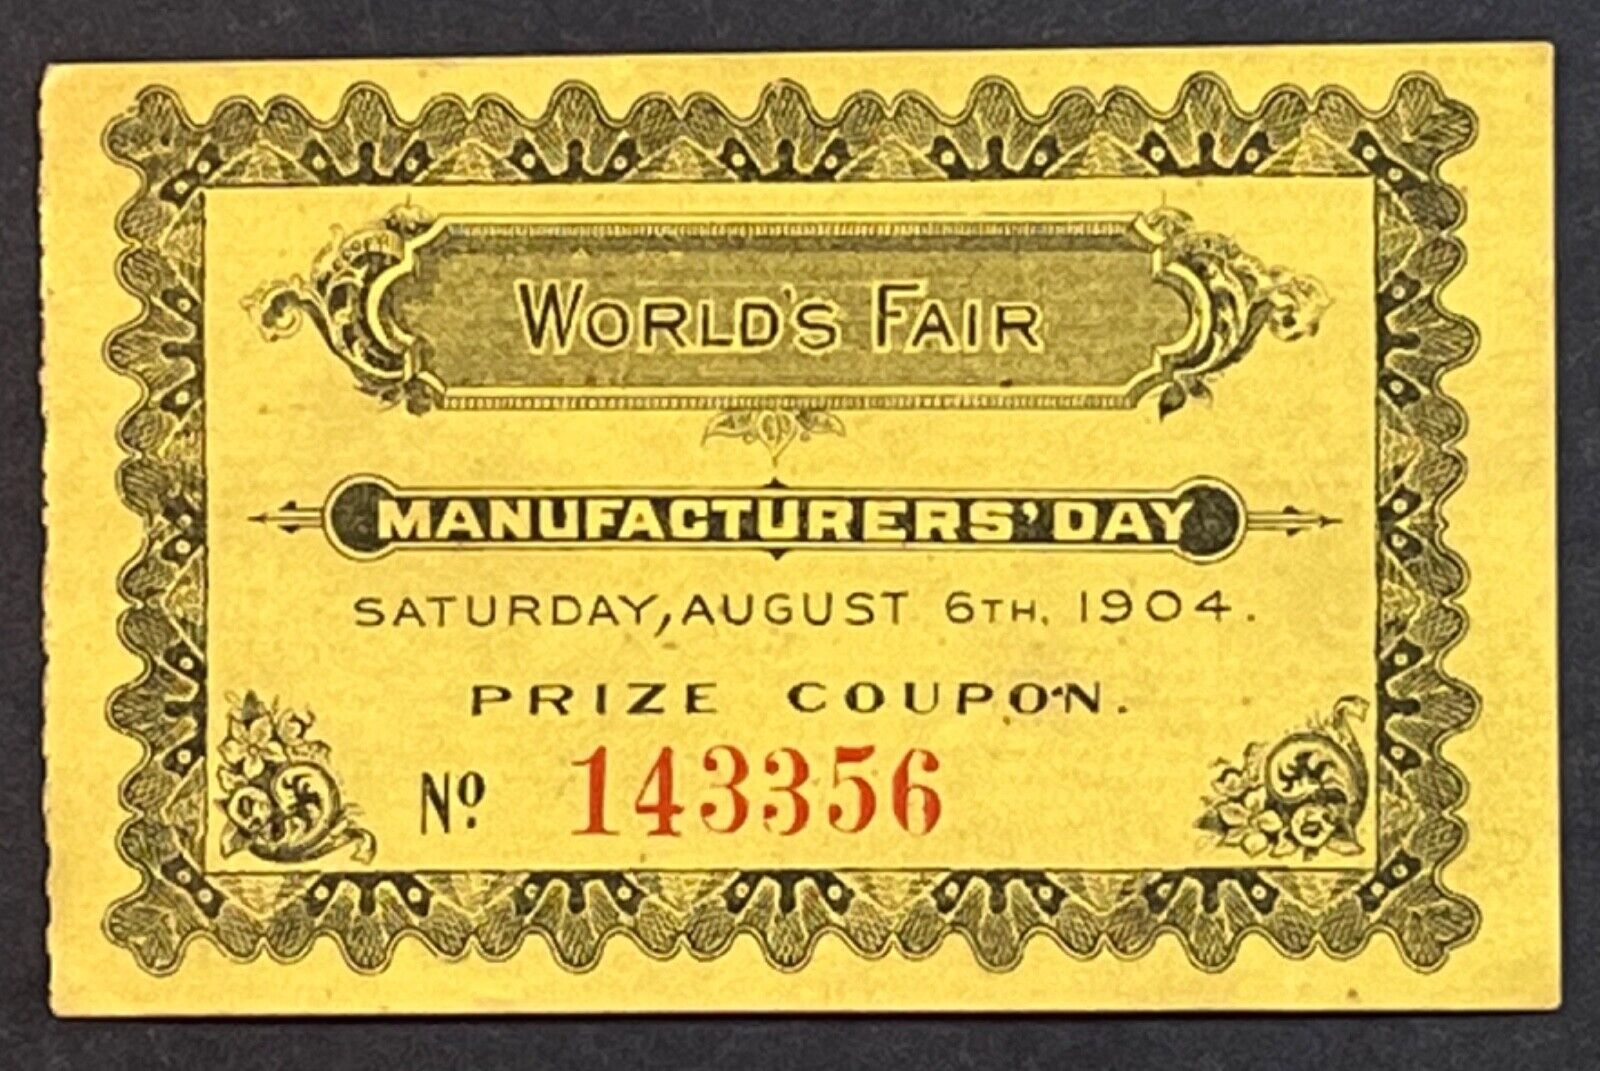 WORLD'S FAIR
MANUFACTURERS' DAY
SATURDAY, AUGUST 6TH, 1904.
PRIZE COUPON.
Nº 143356